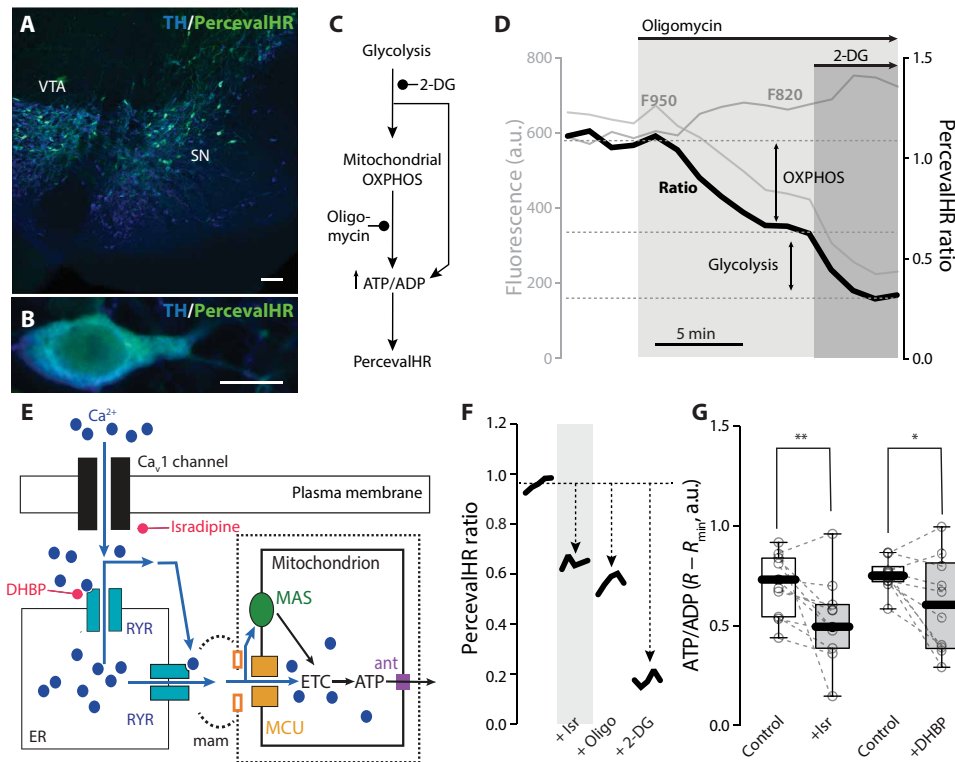 A
TH/PercevalHR
VTA
SN
B
TH/PercevalHR
C
Glycolysis
2-DG
Mitochondrial
OXPHOS
Oligo-
mycin
ATP/ADP
PercevalHR
D
Oligomycin
2-DG
800
600
400
200
0
Fluorescence (a.u.)
F950
F820
Ratio
OXPHOS
Glycolysis
5 min
1.5
1.0
0.5
0.0
PercevalHR ratio
E
Ca2+
Cav1 channel
Plasma membrane
Isradipine
DHBP
RYR
RYR
ER
mam
Mitochondrion
MAS
ETC
ATP
ant
MCU
F
1.2
1.0
0.8
0.6
0.4
0.2
0.0
PercevalHR ratio
+ Isr
+ Oligo
+ 2-DG
G
1.5
1.0
0.5
0.0
ATP/ADP (R − Rmin, a.u.)
**
*
Control
+Isr
Control
+DHBP